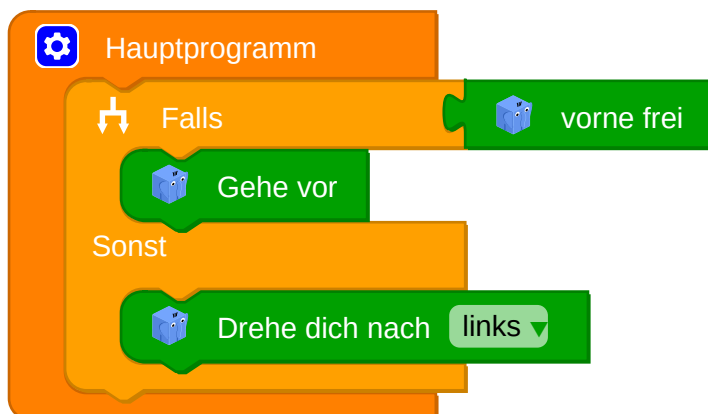 Hauptprogramm
Falls vorne frei
Gehe vor
Sonst
Drehe dich nach links